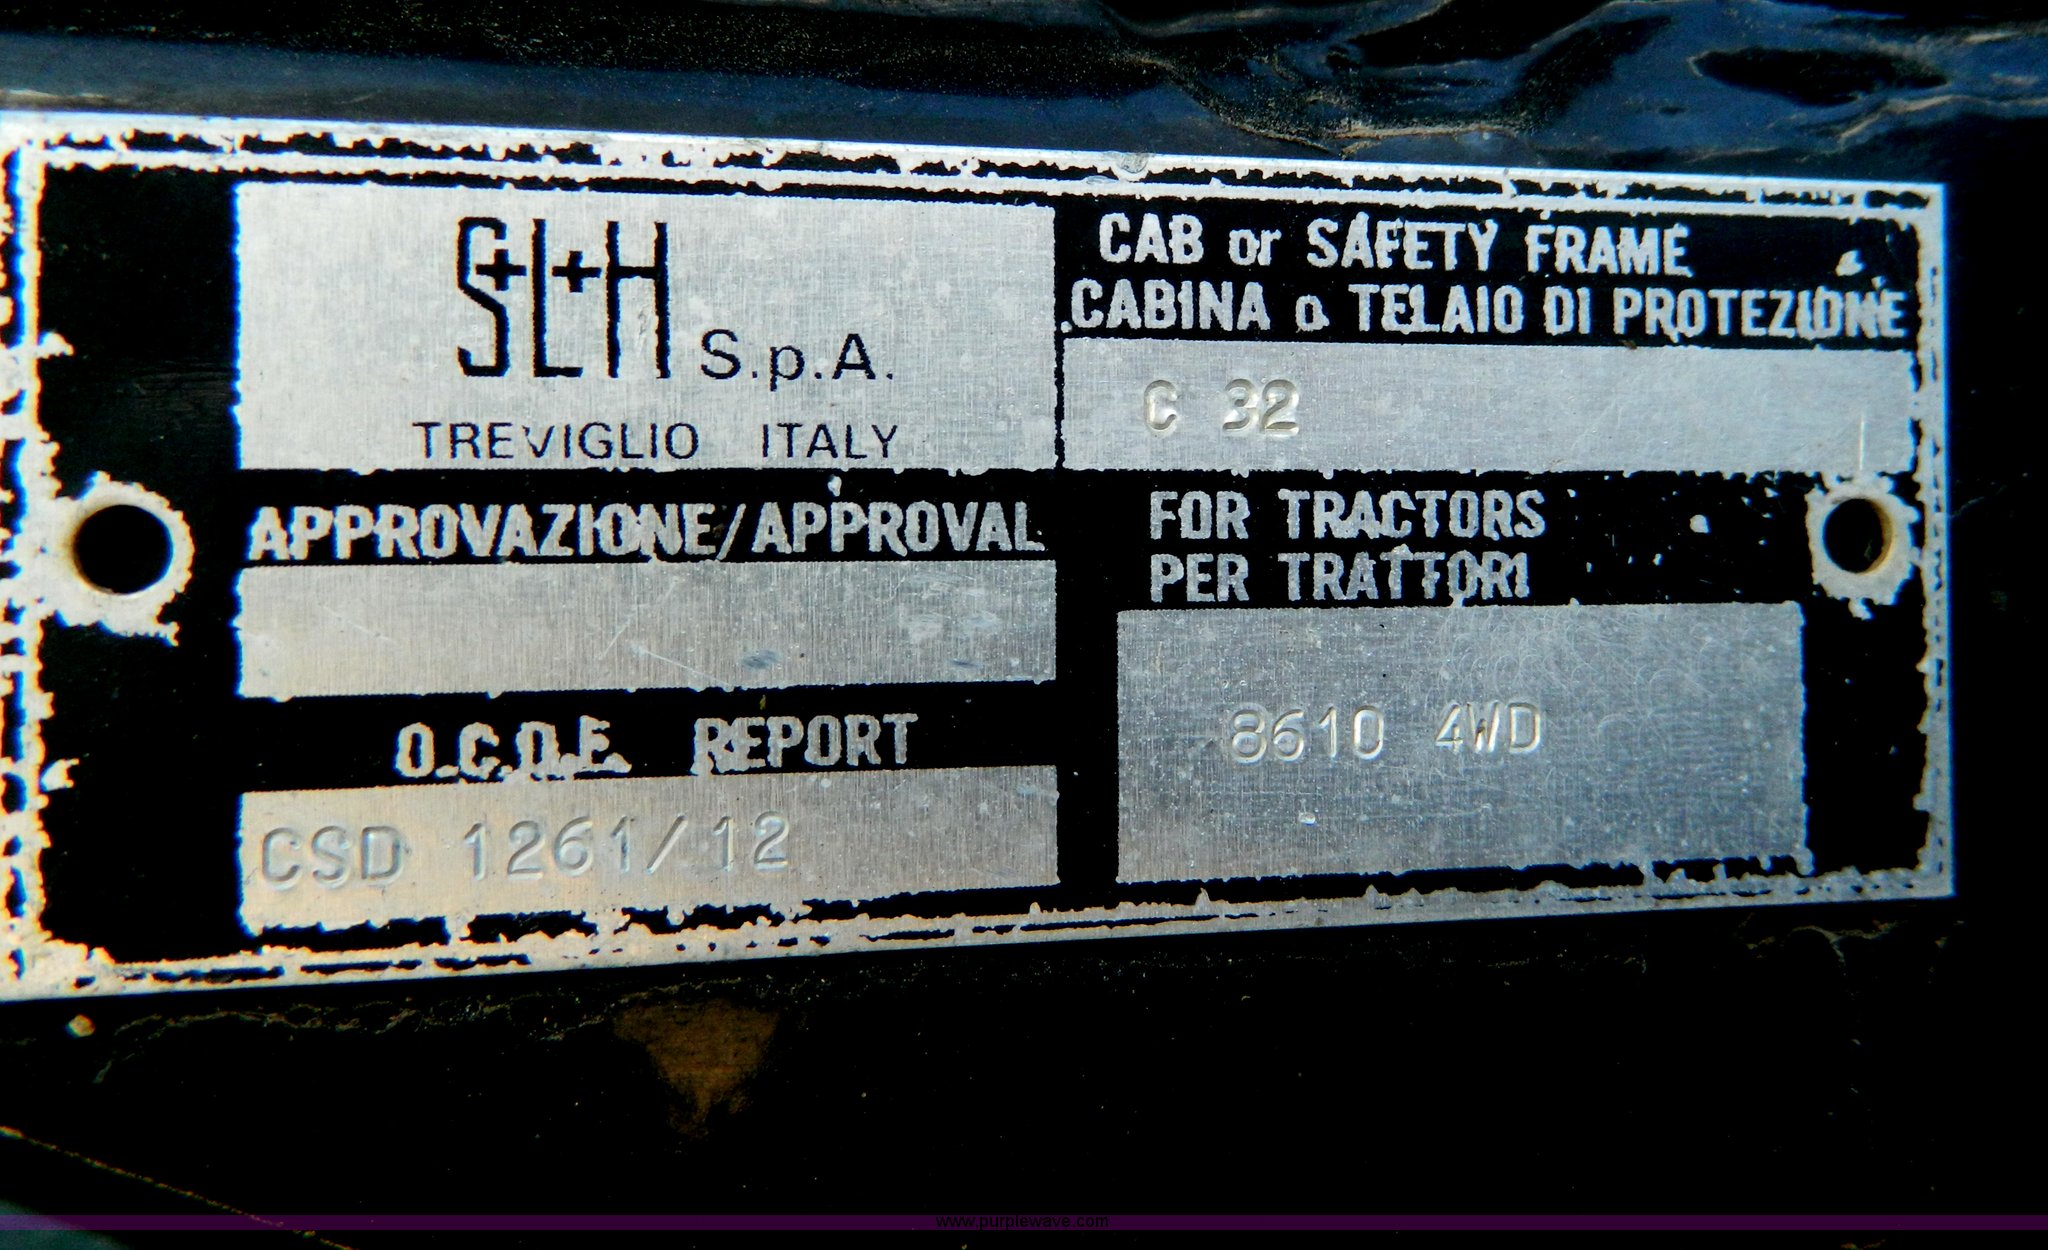 S+L+H S.p.A.
TREVIGLIO ITALY
CAB or SAFETY FRAME
CABINA o TELAIO DI PROTEZIONE
C 32
APPROVAZIONE/APPROVAL
FOR TRACTORS
PER TRATTORI
8610 4WD
O.C.D.E. REPORT
CSD 1261/12
www.purplewave.com